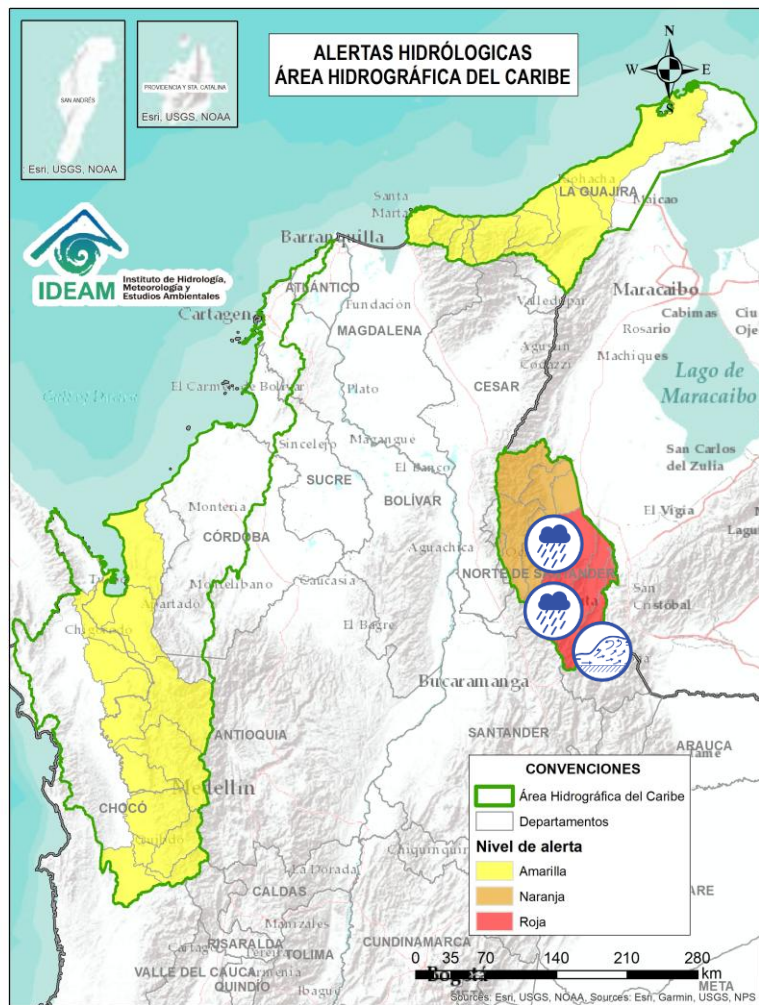 ALERTAS HIDRÓLOGICAS
ÁREA HIDROGRÁFICA DEL CARIBE
N
W
E
S
SAN ANDRÉS
: Esri, USGS, NOAA
PROVIDENCIA Y STA. CATALINA
Esri, USGS, NOAA
IDEAM
Instituto de Hidrología,
Meteorología y
Estudios Ambientales
LA GUAJIRA
Maicao
Santa
Marta
Barranquilla
ATLÁNTICO
Cartagena
Fundación
MAGDALENA
Valledupar
Maracaibo
Cabimas
Ciu
Oje
Rosario
Machiques
Agustín
Codazzi
CESAR
Lago de
Maracaibo
El Carmen de Bolívar
Plato
Sincelejo
Magangue
El Banco
SUCRE
BOLÍVAR
San Carlos
del Zulia
Montería
CÓRDOBA
El Vigía
Aguachica
NORTE DE SANTANDER
San
Cristóbal
Apartado
Montelibano
Caucasia
El Bagre
Bucaramanga
ANTIOQUIA
SANTANDER
ARAUCA
Medellín
CHOCÓ
Quibdó
La Dorada
CALDAS
Manizales
RISARALDA
TOLIMA
CUNDINAMARCA
VALLE DEL CAUCA
QUINDÍO
Ibagué
Bogotá
META
CONVENCIONES
Área Hidrográfica del Caribe
Departamentos
Nivel de alerta
Amarilla
Naranja
Roja
0 35 70 140 210 280
km
Sources: Esri, USGS, NOAA, Sources: Esri, Garmin, USGS, NPS